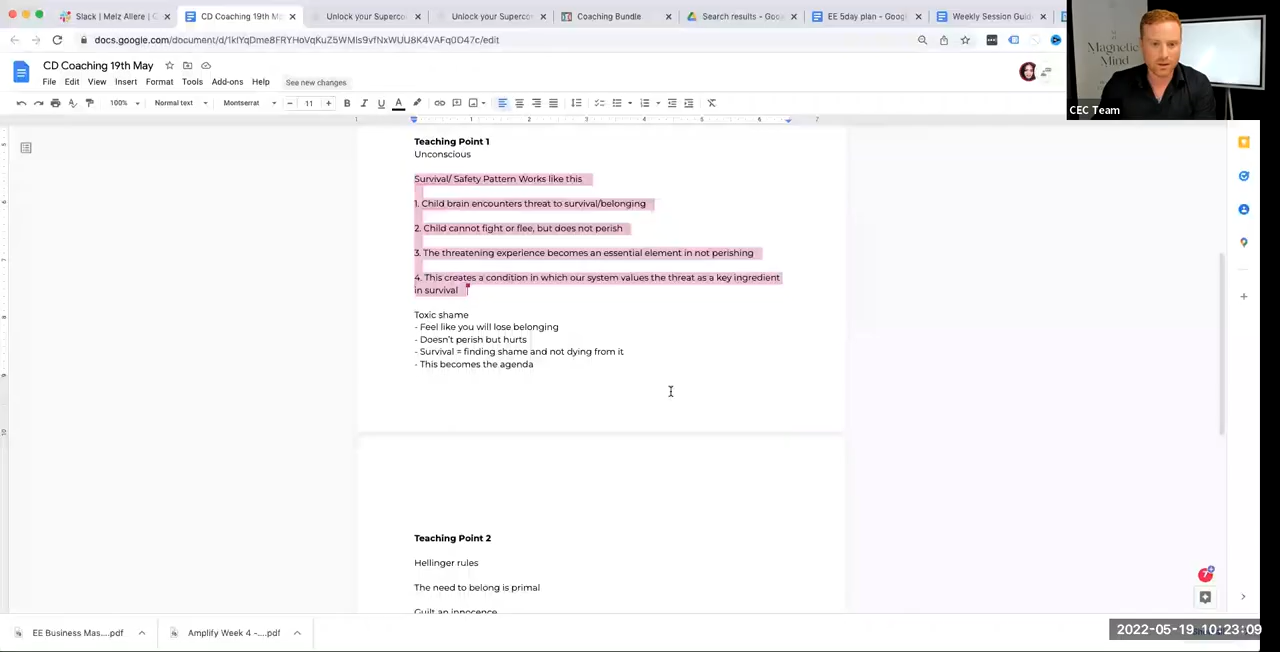 Slack | Melz Allere | C
CD Coaching 19th Ma
Unlock your Superco
Unlock your Superco
Coaching Bundle
Search results - Goo
EE 5day plan - Googl
Weekly Session Guid
docs.google.com/document/d/
CD Coaching 19th May
File Edit View Insert Format Tools Add-ons Help See new changes
100% Normal text Montserrat 11
Magnetic
Mind
CEC Team
Teaching Point 1
Unconscious
Survival/ Safety Pattern Works like this
1. Child brain encounters threat to survival/belonging
2. Child cannot fight or flee, but does not perish
3. The threatening experience becomes an essential element in not perishing
4. This creates a condition in which our system values the threat as a key ingredient
in survival
Toxic shame
- Feel like you will lose belonging
- Doesn't perish but hurts
- Survival = finding shame and not dying from it
- This becomes the agenda
Teaching Point 2
Hellinger rules
The need to belong is primal
Guilt an innocence
EE Business Mas....pdf
Amplify Week 4 -....pdf
2022-05-19 10:23:09